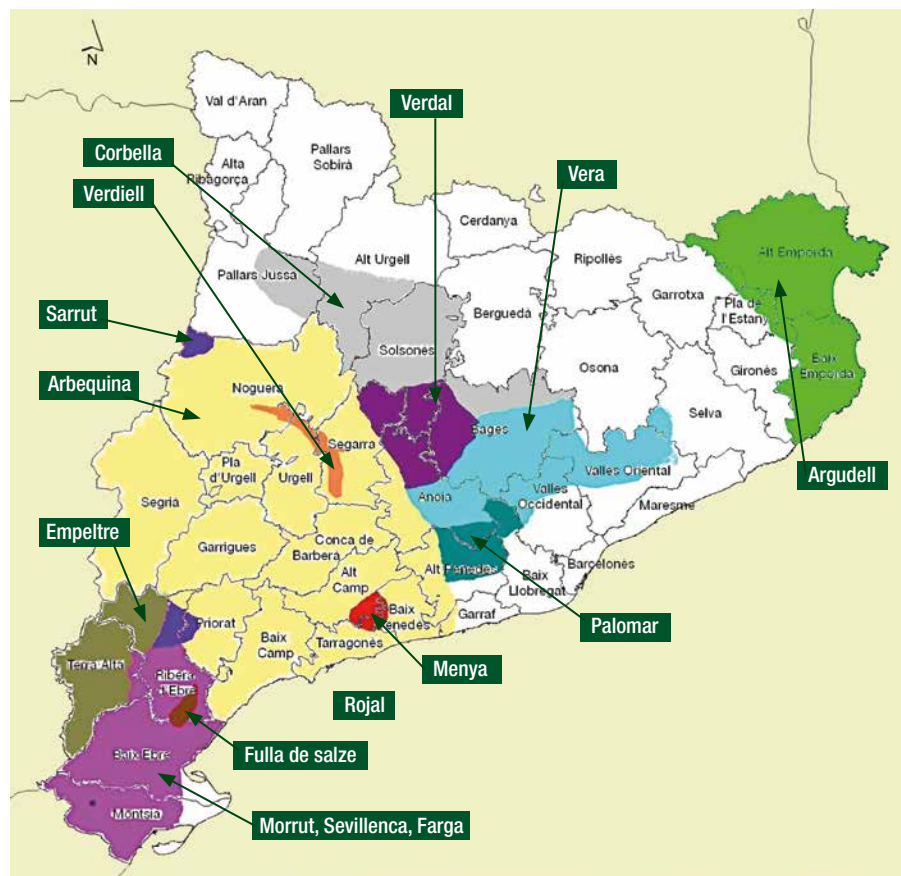 N
Val d'Aran
Verdal
Pallars
Sobirà
Corbella
Alta
Ribagorça
Vera
Verdiell
Cerdanya
Alt Urgell
Ripollès
Alt Empordà
Pallars Jussà
Garrotxa
Pla de
l'Estany
Berguedà
Sarrut
Solsonès
Osona
Gironès
Baix
Empordà
Arbequina
Noguera
Selva
Segarra
Bages
Pla
d'Urgell
Urgell
Valles Oriental
Argudell
Segrià
Anoia
Valles
Occidental
Maresme
Empeltre
Garrigues
Conca de
Barberà
Alt Penedès
Barcelonès
Alt
Camp
Baix
Llobregat
Priorat
Baix
Penedès
Garraf
Palomar
Baix
Camp
Tarragonès
Terra Alta
Menya
Ribera
d'Ebre
Rojal
Fulla de salze
Baix Ebre
Montsià
Morrut, Sevillenca, Farga